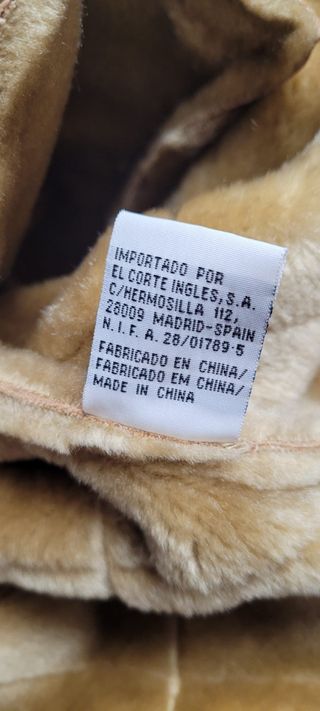 IMPORTADO POR
EL CORTE INGLES, S.A.
C/HERMOSILLA 112,
28009 MADRID-SPAIN
N.I.F. A. 28/01789-5
FABRICADO EN CHINA/
FABRICADO EM CHINA/
MADE IN CHINA